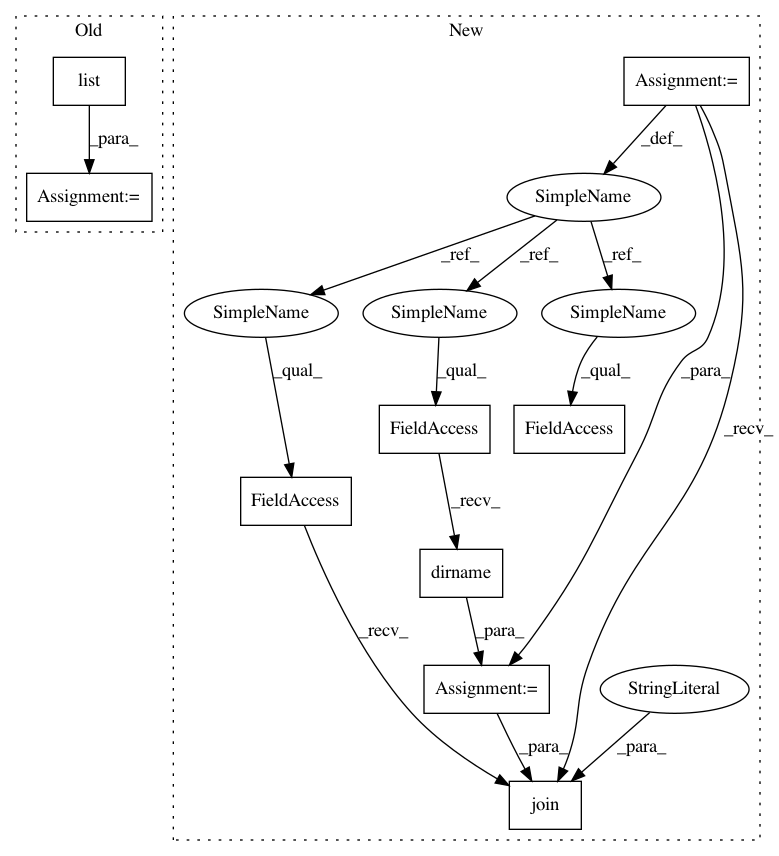 Old
New
list
Assignment:=
_para_
_def_
Assignment:=
SimpleName
_ref_
_ref_
_ref_
SimpleName
SimpleName
SimpleName
_qual_
_qual_
_qual_
_para_
FieldAccess
FieldAccess
_recv_
FieldAccess
_recv_
dirname
_recv_
_para_
Assignment:=
StringLiteral
_para_
_para_
join